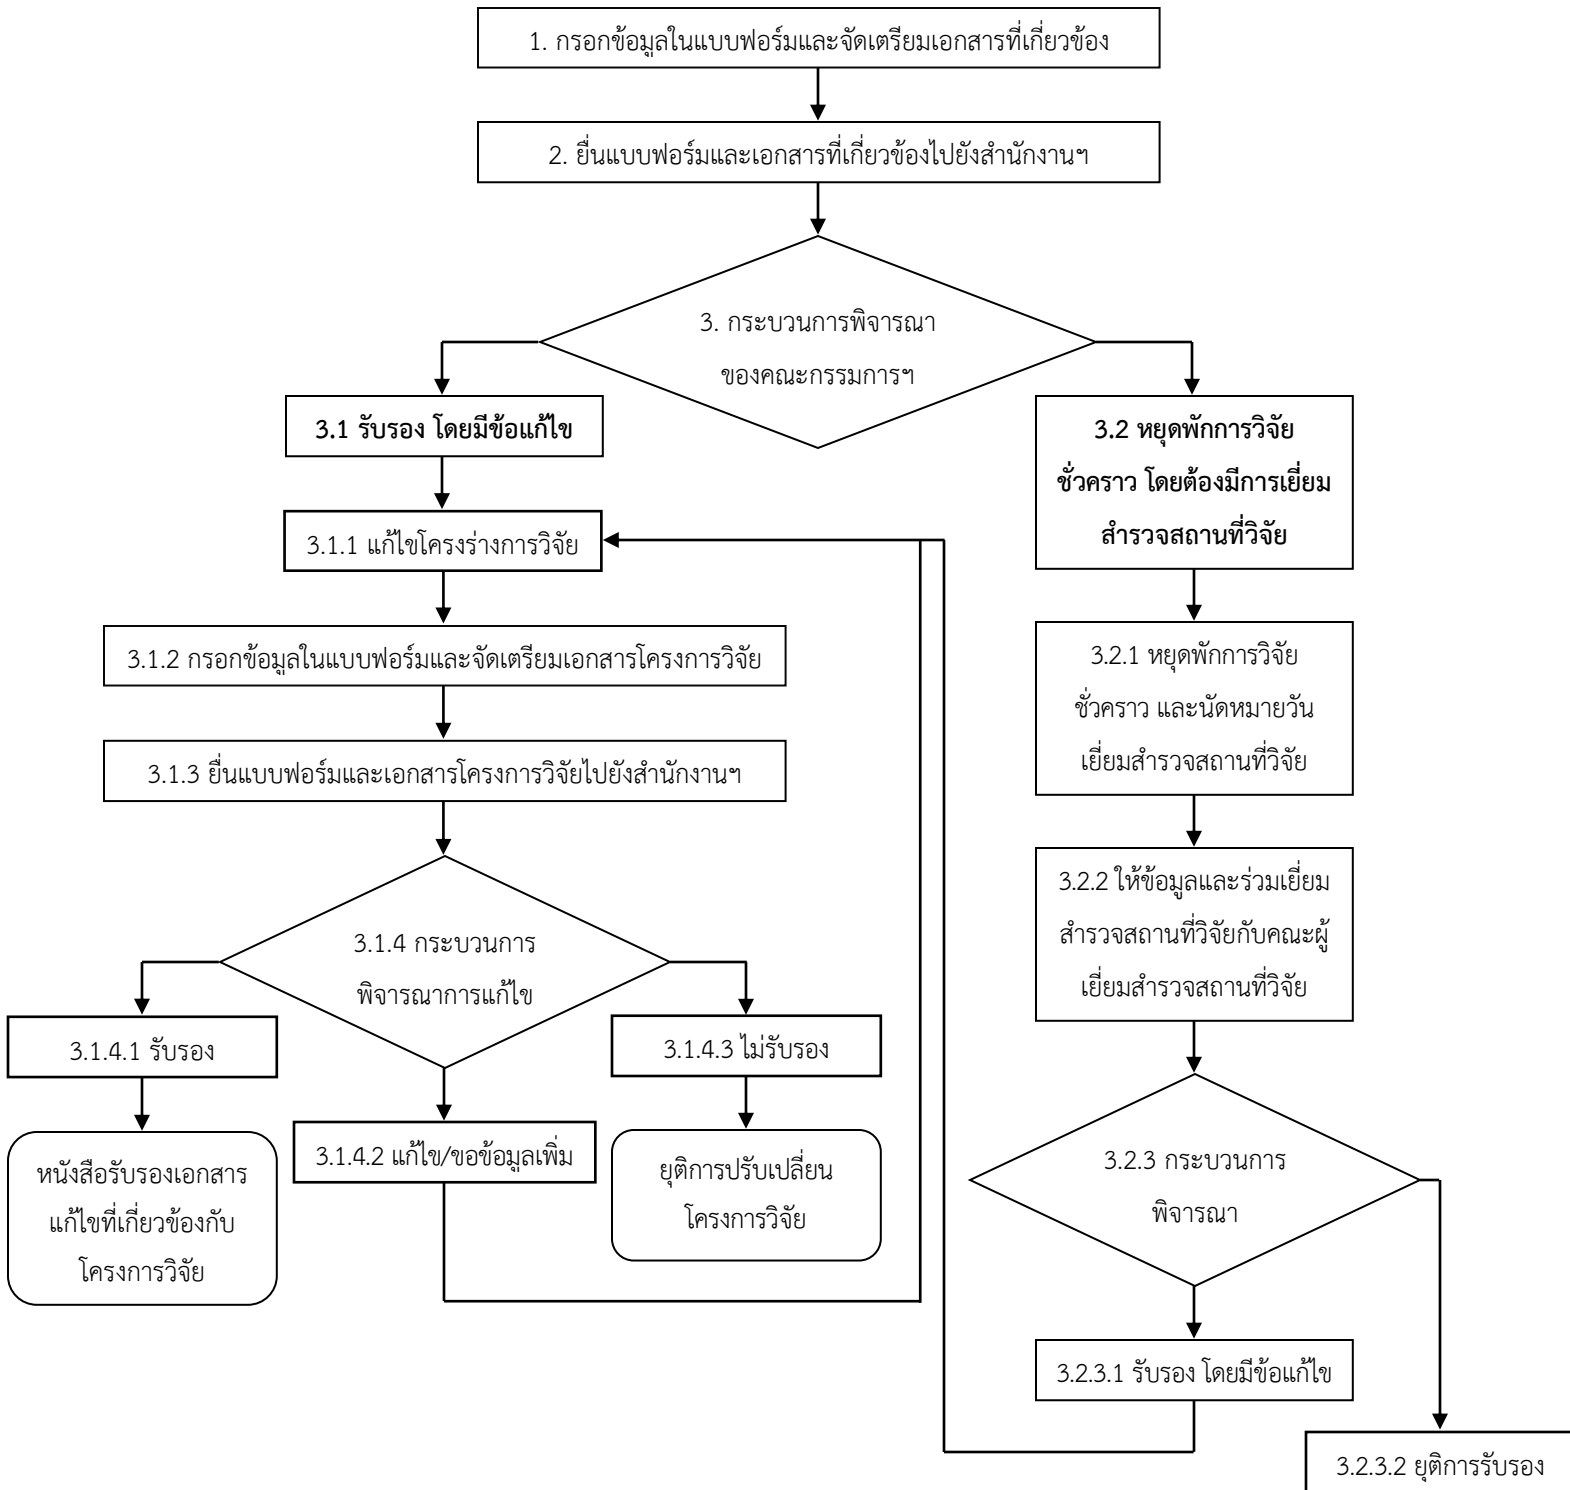 1. กรอกข้อมูลในแบบฟอร์มและจัดเตรียมเอกสารที่เกี่ยวข้อง
2. ยื่นแบบฟอร์มและเอกสารที่เกี่ยวข้องไปยังสำนักงานฯ
3. กระบวนการพิจารณา
ของคณะกรรมการฯ
3.1 รับรอง โดยมีข้อแก้ไข
3.1.1 แก้ไขโครงร่างการวิจัย
3.1.2 กรอกข้อมูลในแบบฟอร์มและจัดเตรียมเอกสารโครงการวิจัย
3.1.3 ยื่นแบบฟอร์มและเอกสารโครงการวิจัยไปยังสำนักงานฯ
3.1.4 กระบวนการ
พิจารณาการแก้ไข
3.1.4.1 รับรอง
หนังสือรับรองเอกสาร
แก้ไขที่เกี่ยวข้องกับ
โครงการวิจัย
3.1.4.2 แก้ไข/ขอข้อมูลเพิ่ม
3.1.4.3 ไม่รับรอง
ยุติการปรับเปลี่ยน
โครงการวิจัย
3.2 หยุดพักการวิจัย
ชั่วคราว โดยต้องมีการเยี่ยม
สำรวจสถานที่วิจัย
3.2.1 หยุดพักการวิจัย
ชั่วคราว และนัดหมายวัน
เยี่ยมสำรวจสถานที่วิจัย
3.2.2 ให้ข้อมูลและร่วมเยี่ยม
สำรวจสถานที่วิจัยกับคณะผู้
เยี่ยมสำรวจสถานที่วิจัย
3.2.3 กระบวนการ
พิจารณา
3.2.3.1 รับรอง โดยมีข้อแก้ไข
3.2.3.2 ยุติการรับรอง